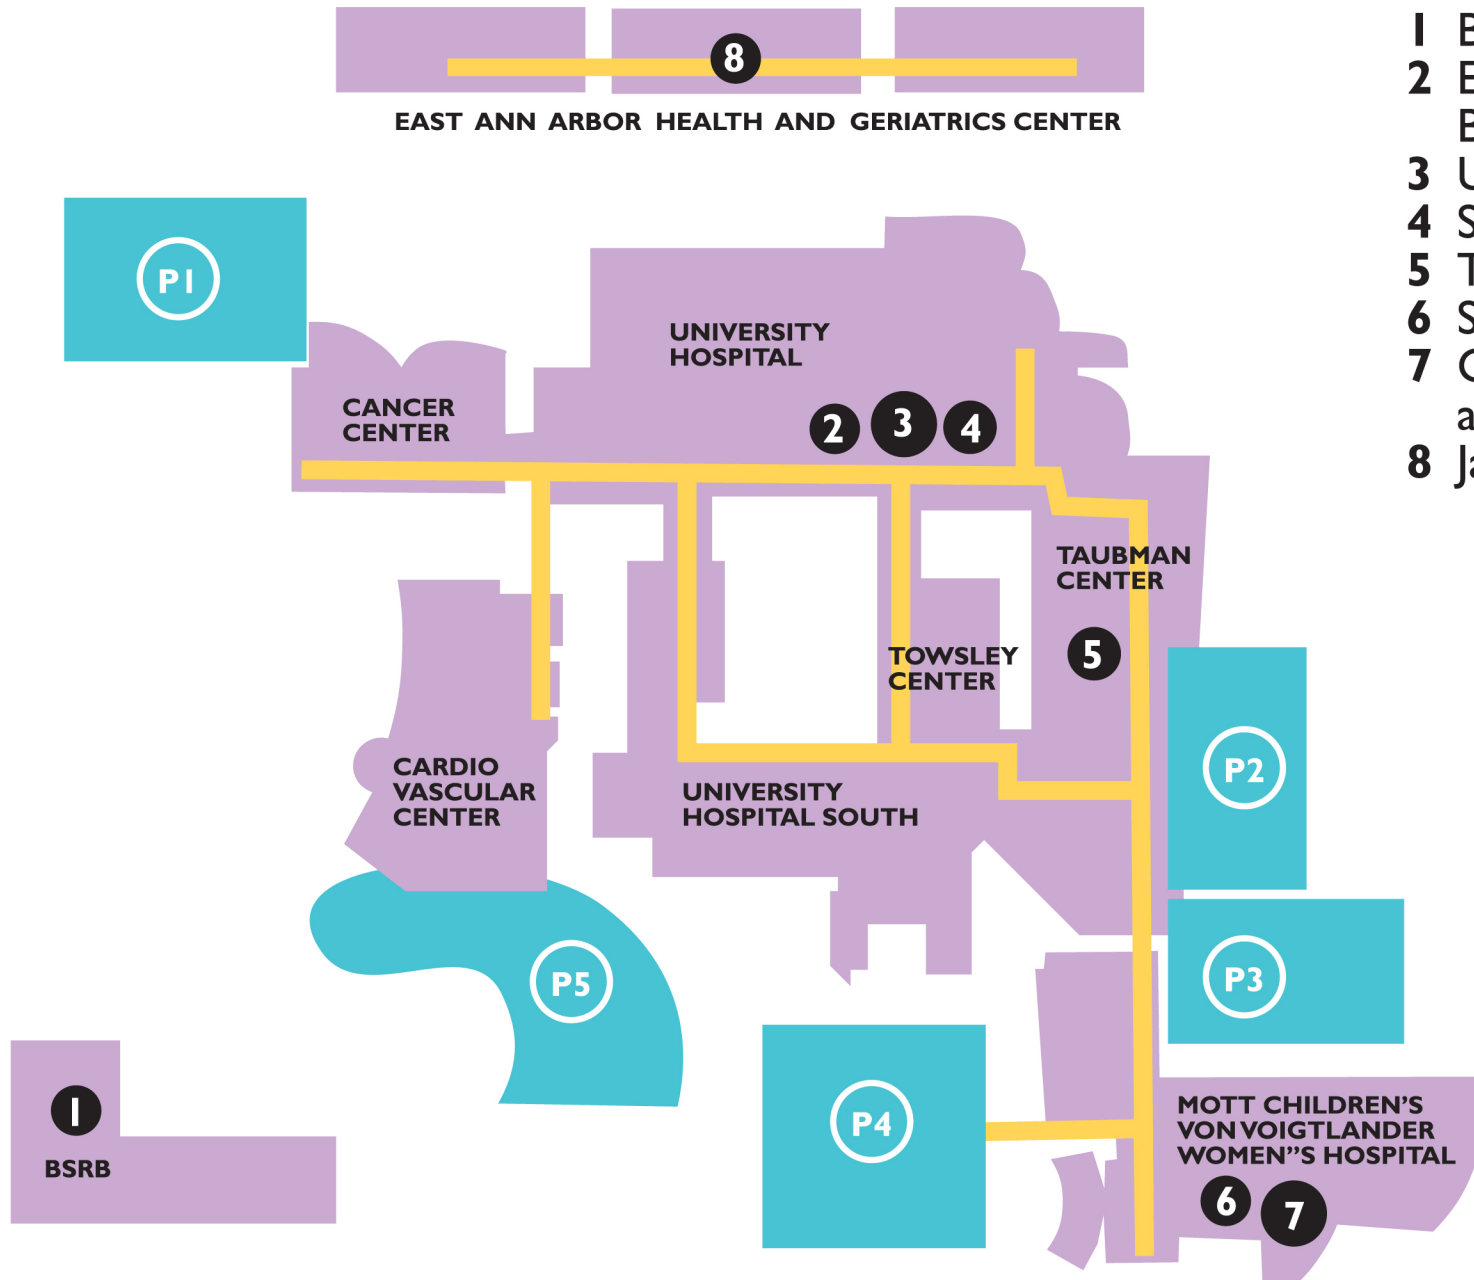 8
EAST ANN ARBOR HEALTH AND GERIATRICS CENTER
1 B
2 E
B
3 U
4 S
5 T
6 S
7 C
a
8 Ja
P1
UNIVERSITY
HOSPITAL
CANCER
CENTER
2 3 4
TAUBMAN
CENTER
5
TOWSLEY
CENTER
CARDIO
VASCULAR
CENTER
UNIVERSITY
HOSPITAL SOUTH
P2
P5
P3
P4
1
BSRB
MOTT CHILDREN'S
VON VOIGTLANDER
WOMEN''S HOSPITAL
6 7